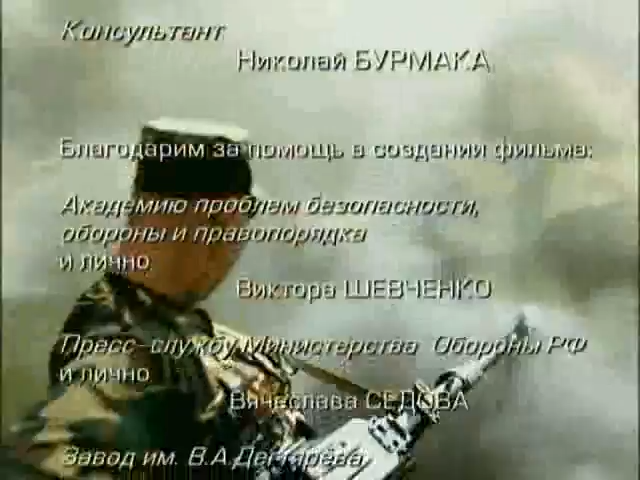 Консультант
Николай БУРМАКА
Благодарим за помощь в создании фильма:
Академию проблем безопасности,
обороны и правопорядка
и лично
Виктора ШЕВЧЕНКО
Пресс-службу Министерства Обороны РФ
и лично
Вячеслава СЕДОВА
Завод им. В.А.Дегтярёва,